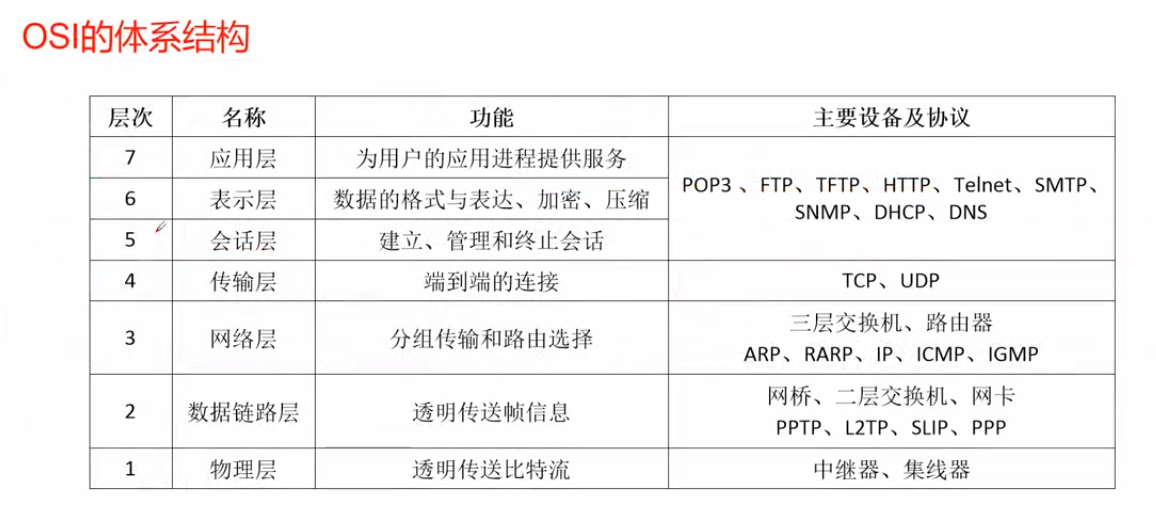 OSI的体系结构
层次 名称 功能 主要设备及协议
7 应用层 为用户的应用进程提供服务
6 表示层 数据的格式与表达、加密、压缩
5 会话层 建立、管理和终止会话
POP3 、FTP、TFTP、HTTP、Telnet、SMTP、
SNMP、DHCP、DNS
4 传输层 端到端的连接 TCP、UDP
3 网络层 分组传输和路由选择
三层交换机、路由器
ARP、RARP、IP、ICMP、IGMP
2 数据链路层 透明传送帧信息
网桥、二层交换机、网卡
PPTP、L2TP、SLIP、PPP
1 物理层 透明传送比特流 中继器、集线器